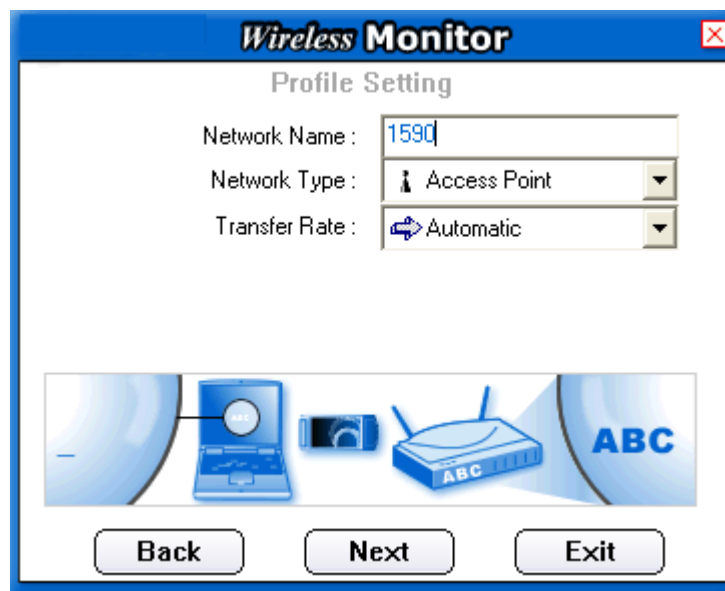 Wireless Monitor
Profile Setting
Network Name : 1590
Network Type : Access Point
Transfer Rate : Automatic
ABC
ABC
ABC
Back Next Exit